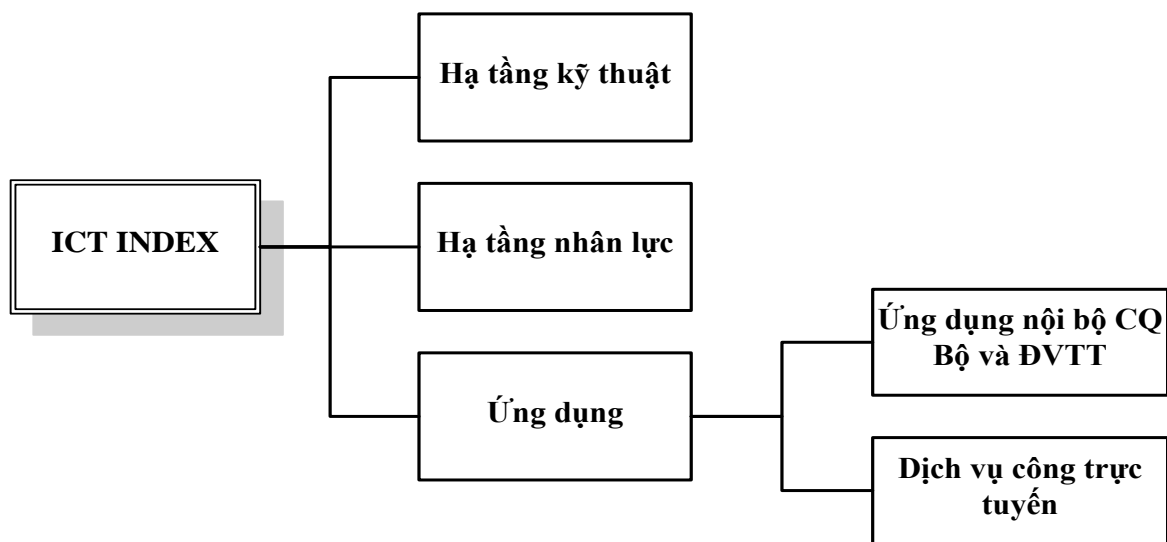 Hạ tầng kỹ thuật
ICT INDEX
Hạ tầng nhân lực
Ứng dụng
Ứng dụng nội bộ CQ
Bộ và ĐVTT
Dịch vụ công trực
tuyến